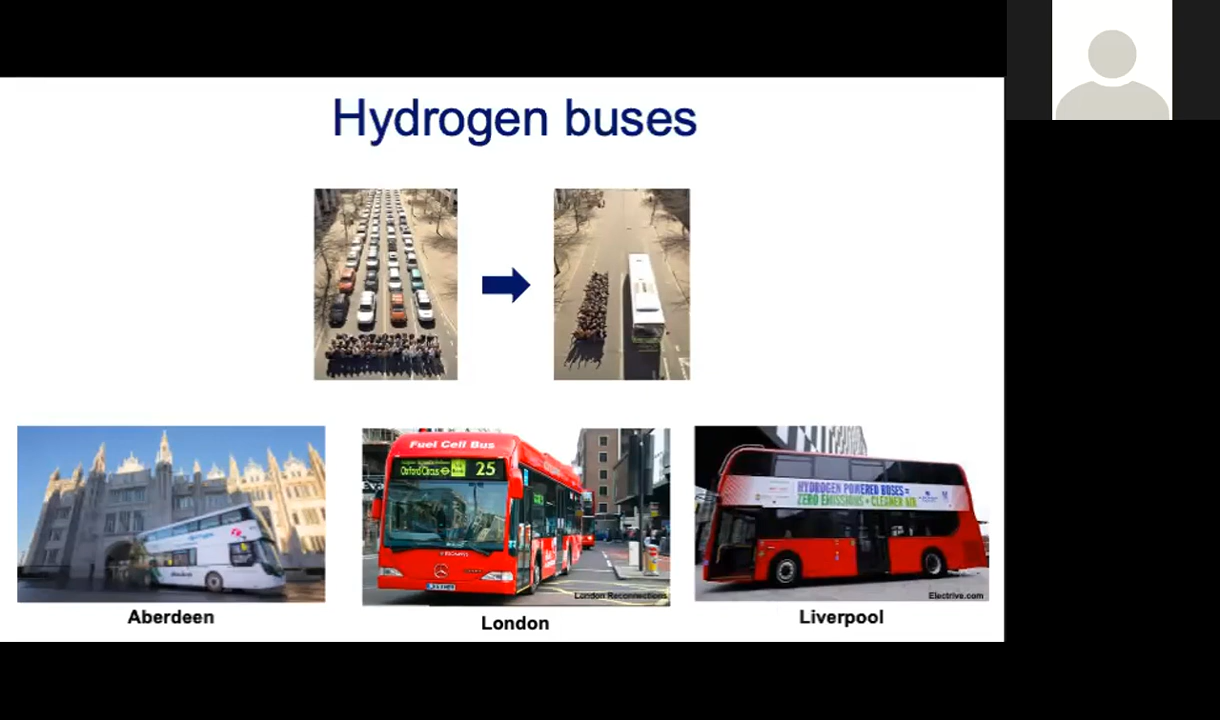 Hydrogen buses
Fuel Cell Bus
Oxford Circus 25
HYDROGEN POWERED BUSES =
ZERO EMISSIONS + CLEANER AIR
London Reconnections
Electrive.com
Aberdeen
London
Liverpool